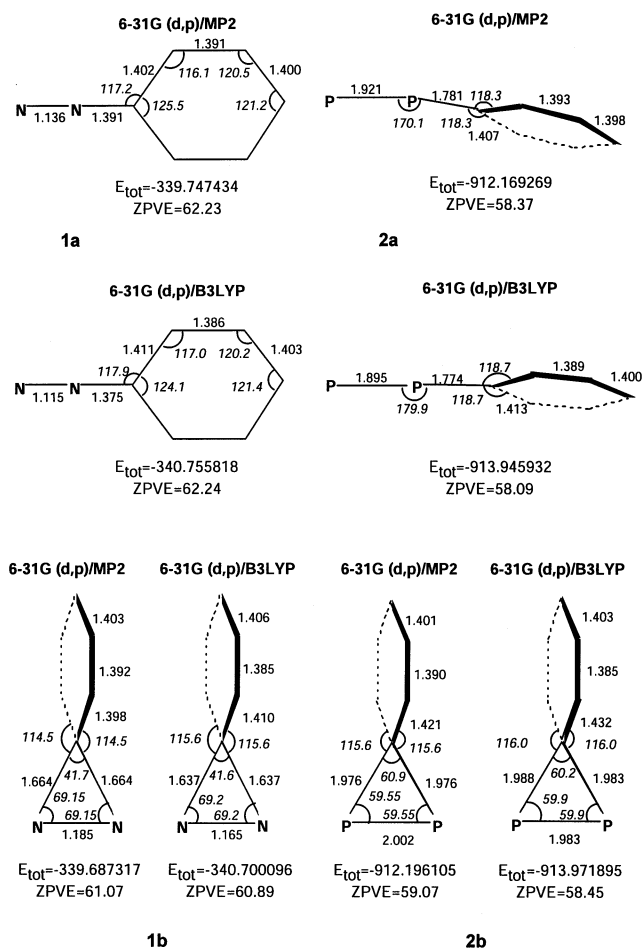 6-31G (d,p)/MP2
1.391
1.402
116.1
120.5
1.400
117.2
N
N
125.5
121.2
1.136
1.391
Etot=-339.747434
ZPVE=62.23
1a
6-31G (d,p)/MP2
1.921
1.781
118.3
1.393
P
P
170.1
118.3
1.407
1.398
Etot=-912.169269
ZPVE=58.37
2a
6-31G (d,p)/B3LYP
1.386
1.411
117.0
120.2
1.403
117.9
N
N
124.1
121.4
1.115
1.375
Etot=-340.755818
ZPVE=62.24
6-31G (d,p)/B3LYP
1.895
1.774
118.7
1.389
1.400
P
P
179.9
118.7
1.413
Etot=-913.945932
ZPVE=58.09
6-31G (d,p)/MP2
1.403
1.392
1.398
114.5
114.5
41.7
1.664
1.664
69.15
69.15
N
N
1.185
Etot=-339.687317
ZPVE=61.07
6-31G (d,p)/B3LYP
1.406
1.385
1.410
115.6
115.6
41.6
1.637
1.637
69.2
69.2
N
N
1.165
Etot=-340.700096
ZPVE=60.89
1b
6-31G (d,p)/MP2
1.401
1.390
1.421
115.6
115.6
60.9
1.976
1.976
59.55
59.55
P
P
2.002
Etot=-912.196105
ZPVE=59.07
6-31G (d,p)/B3LYP
1.403
1.385
1.432
116.0
116.0
60.2
1.988
1.983
59.9
59.9
P
P
1.983
Etot=-913.971895
ZPVE=58.45
2b